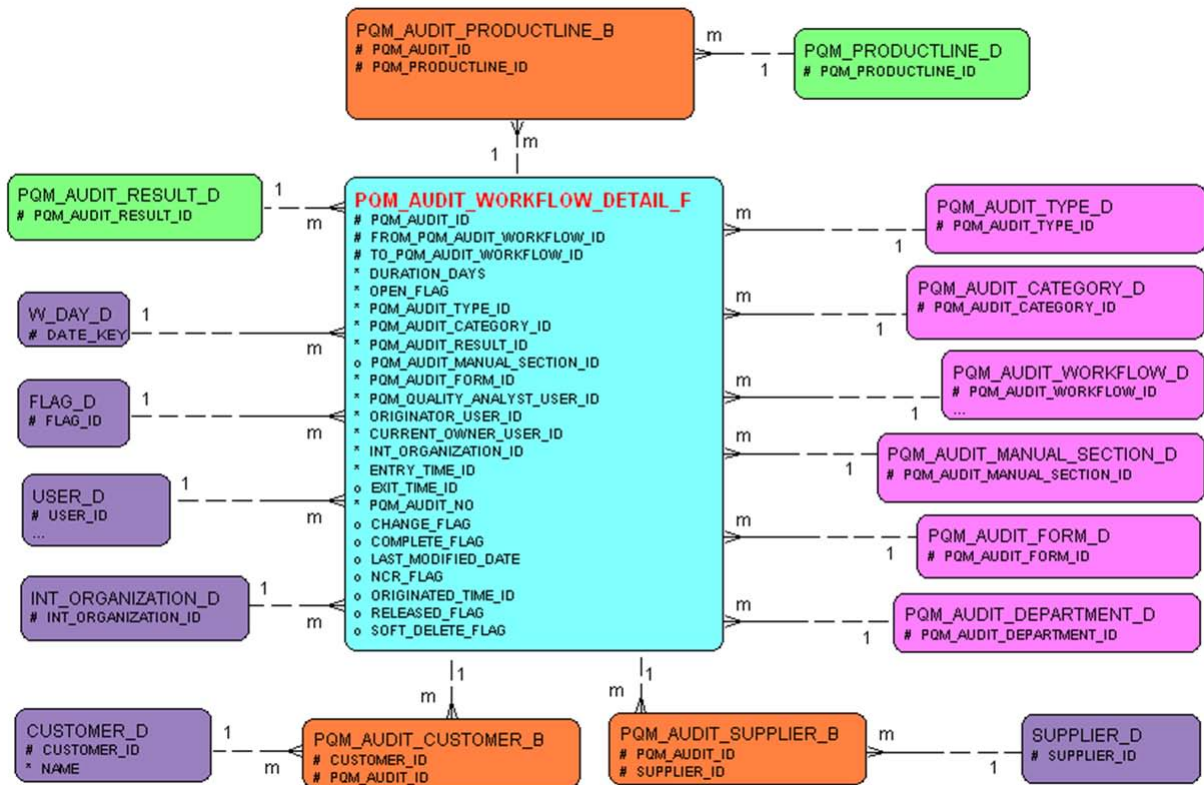 PQM_AUDIT_PRODUCTLINE_B
# PQM_AUDIT_ID
# PQM_PRODUCTLINE_ID
m
1
PQM_PRODUCTLINE_D
# PQM_PRODUCTLINE_ID
m
1
PQM_AUDIT_RESULT_D
# PQM_AUDIT_RESULT_ID
1
m
W_DAY_D
# DATE_KEY
1
m
FLAG_D
# FLAG_ID
1
m
USER_D
# USER_ID
...
1
m
INT_ORGANIZATION_D
# INT_ORGANIZATION_ID
1
m
PQM_AUDIT_WORKFLOW_DETAIL_F
# PQM_AUDIT_ID
# FROM_PQM_AUDIT_WORKFLOW_ID
# TO_PQM_AUDIT_WORKFLOW_ID
* DURATION_DAYS
* OPEN_FLAG
* PQM_AUDIT_TYPE_ID
* PQM_AUDIT_CATEGORY_ID
* PQM_AUDIT_RESULT_ID
o PQM_AUDIT_MANUAL_SECTION_ID
* PQM_AUDIT_FORM_ID
* PQM_QUALITY_ANALYST_USER_ID
* ORIGINATOR_USER_ID
* CURRENT_OWNER_USER_ID
* INT_ORGANIZATION_ID
* ENTRY_TIME_ID
o EXIT_TIME_ID
* PQM_AUDIT_NO
o CHANGE_FLAG
o COMPLETE_FLAG
o LAST_MODIFIED_DATE
o NCR_FLAG
o ORIGINATED_TIME_ID
o RELEASED_FLAG
o SOFT_DELETE_FLAG
m
1
PQM_AUDIT_TYPE_D
# PQM_AUDIT_TYPE_ID
m
1
PQM_AUDIT_CATEGORY_D
# PQM_AUDIT_CATEGORY_ID
m
1
PQM_AUDIT_WORKFLOW_D
# PQM_AUDIT_WORKFLOW_ID
...
m
1
PQM_AUDIT_MANUAL_SECTION_D
# PQM_AUDIT_MANUAL_SECTION_ID
m
1
PQM_AUDIT_FORM_D
# PQM_AUDIT_FORM_ID
m
1
PQM_AUDIT_DEPARTMENT_D
# PQM_AUDIT_DEPARTMENT_ID
1
m
1
m
CUSTOMER_D
# CUSTOMER_ID
* NAME
1
m
PQM_AUDIT_CUSTOMER_B
# CUSTOMER_ID
# PQM_AUDIT_ID
PQM_AUDIT_SUPPLIER_B
# PQM_AUDIT_ID
# SUPPLIER_ID
m
1
SUPPLIER_D
# SUPPLIER_ID